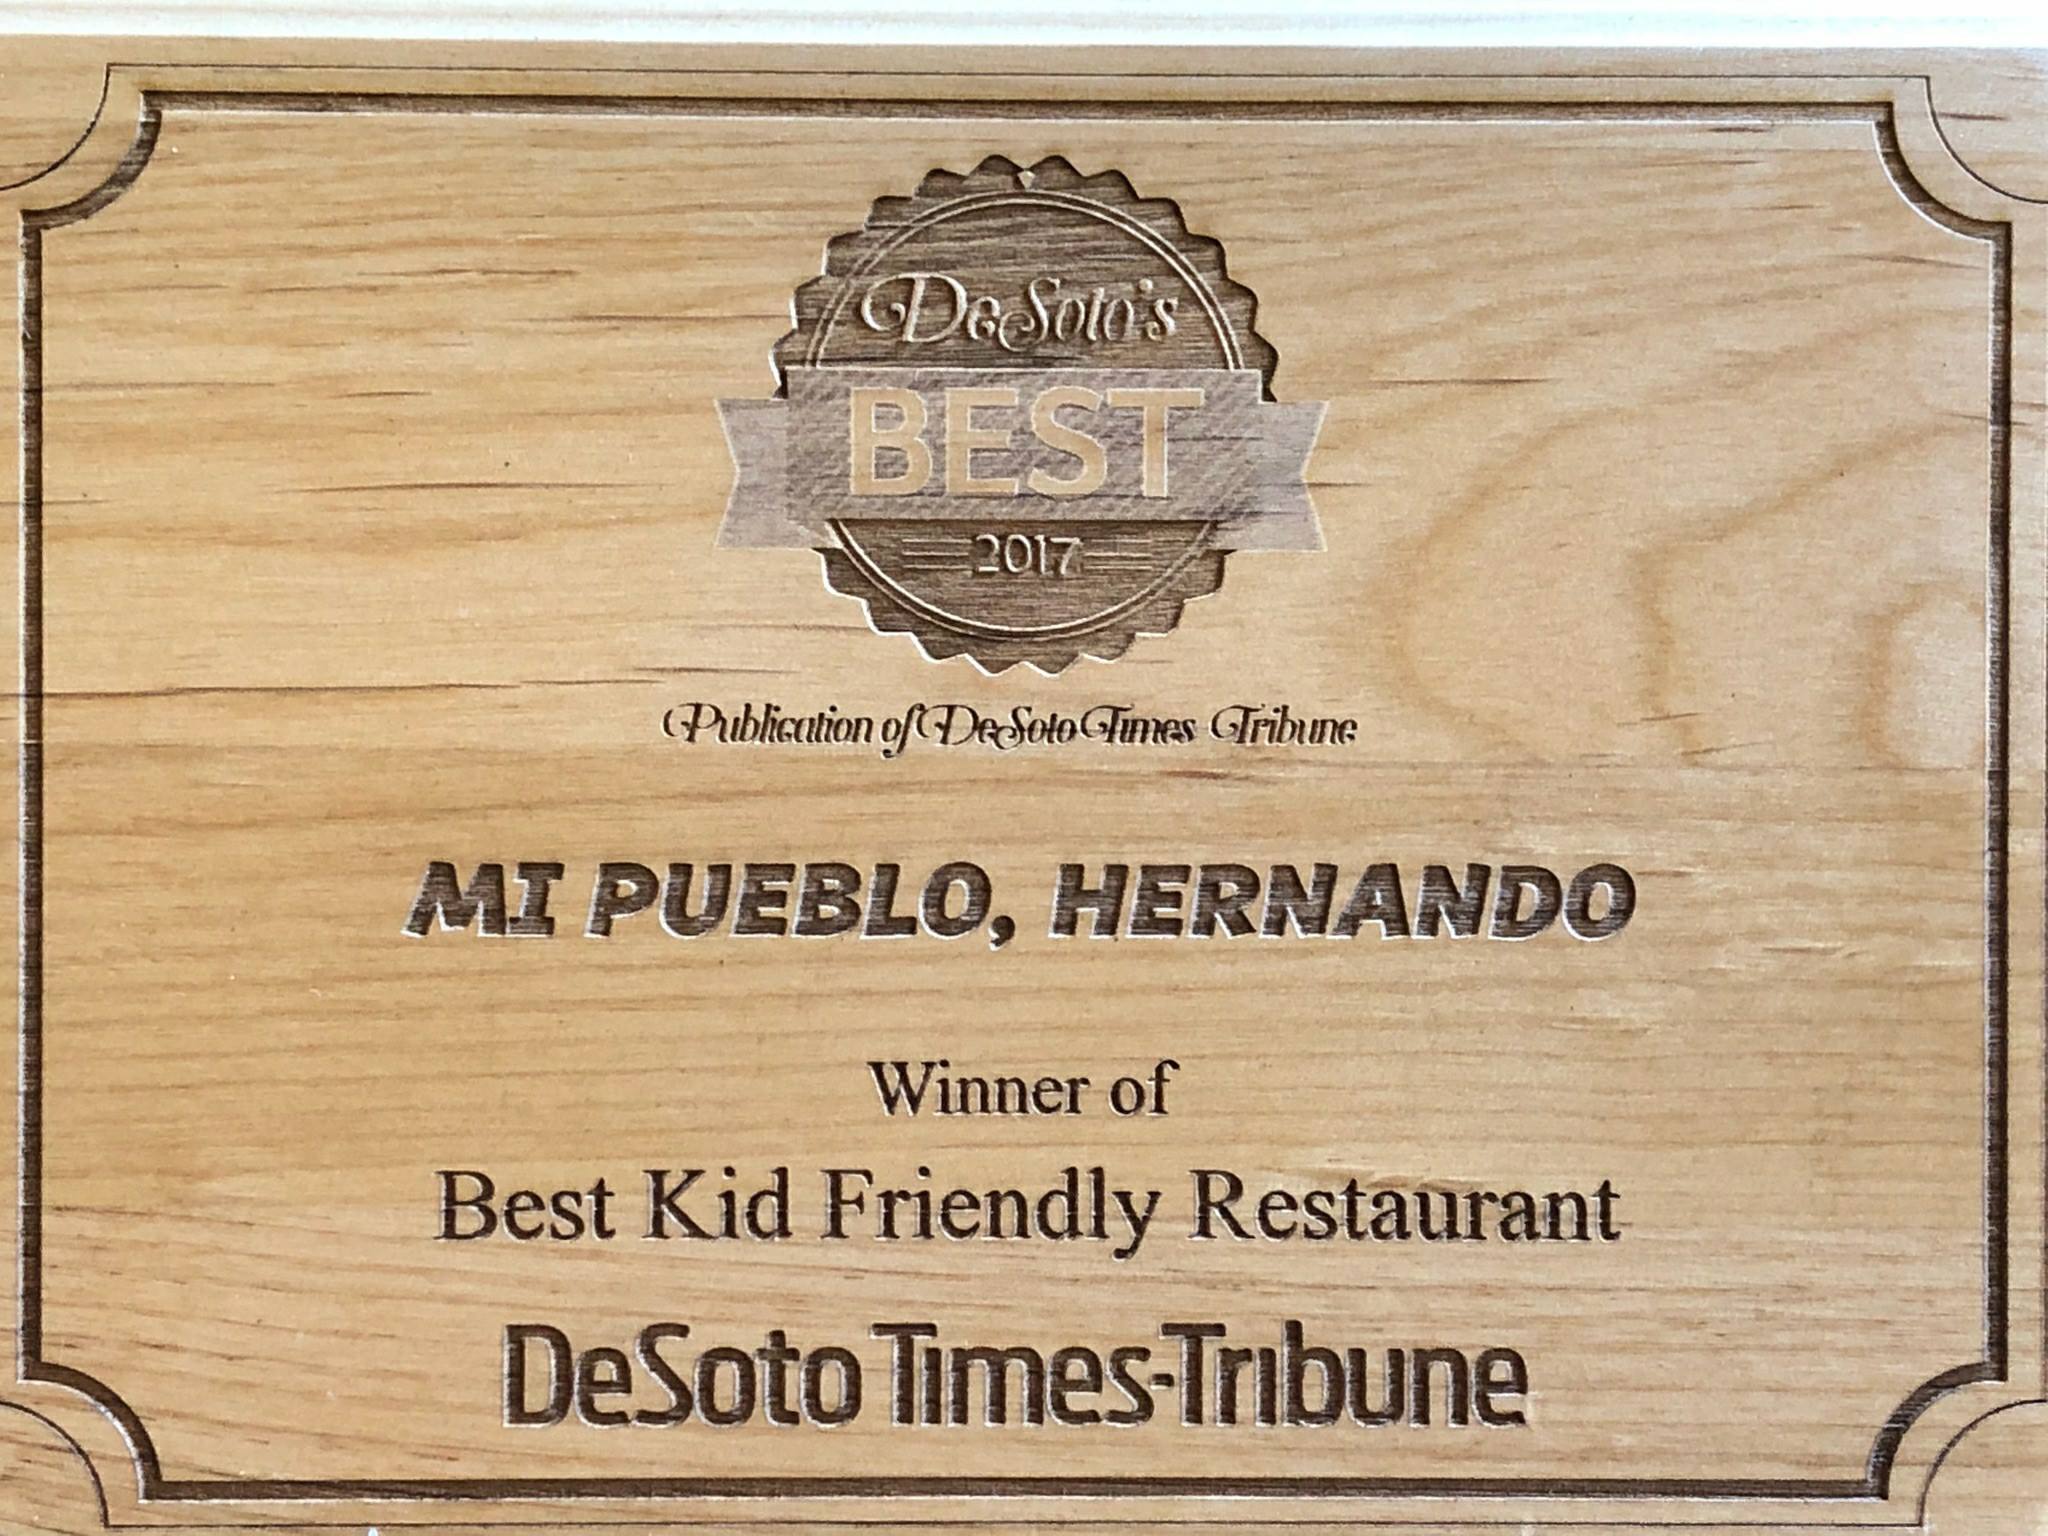 DeSoto's
BEST
2017
Publication of DeSoto Times Tribune
MI PUEBLO, HERNANDO
Winner of
Best Kid Friendly Restaurant
DeSoto Times-Tribune